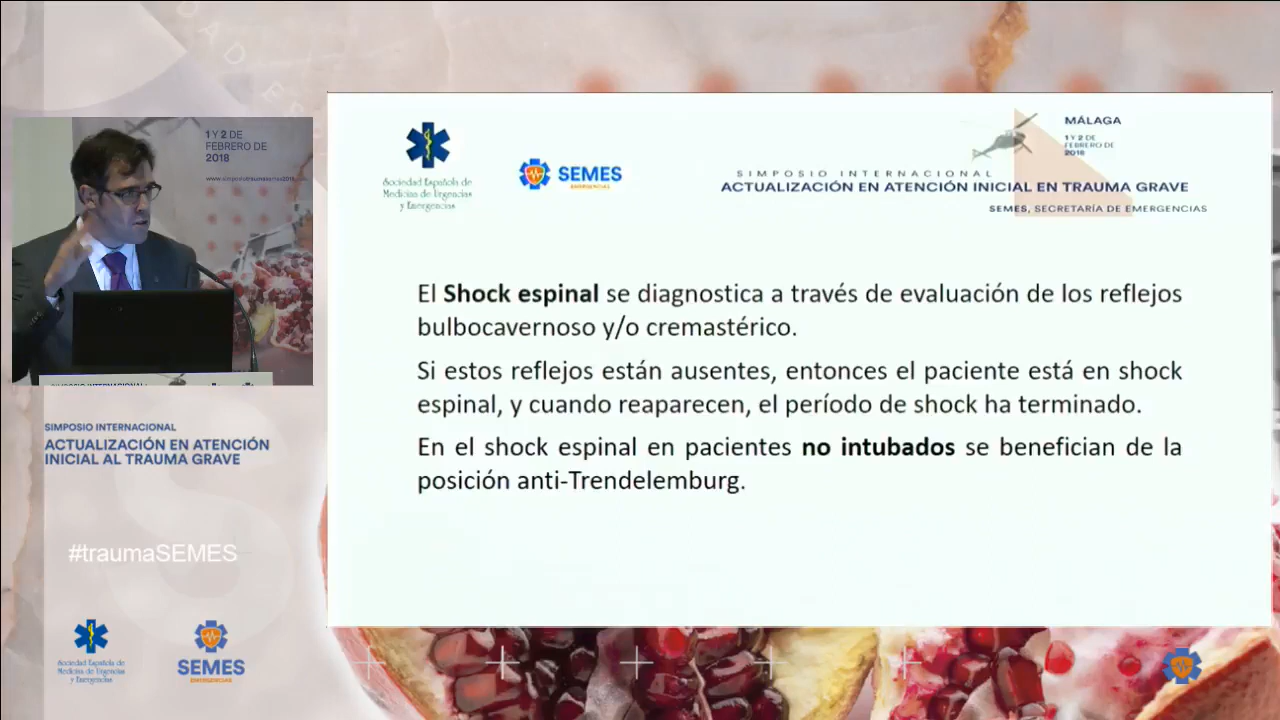 1 Y 2 DE
FEBRERO DE
2018
SIMPOSIO INTERNACIONAL
ACTUALIZACIÓN EN ATENCIÓN
INICIAL AL TRAUMA GRAVE
#traumaSEMES
Sociedad Española de
Medicina de Urgencias
y Emergencias
SEMES
EMERGENCIAS
Sociedad Española de
Medicina de Urgencias
y Emergencias
SEMES
EMERGENCIAS
MÁLAGA
1 Y 2 DE
FEBRERO DE
2018
SIMPOSIO INTERNACIONAL
ACTUALIZACIÓN EN ATENCIÓN INICIAL EN TRAUMA GRAVE
SEMES, SECRETARÍA DE EMERGENCIAS
El Shock espinal se diagnostica a través de evaluación de los reflejos
bulbocavernoso y/o cremastérico.
Si estos reflejos están ausentes, entonces el paciente está en shock
espinal, y cuando reaparecen, el período de shock ha terminado.
En el shock espinal en pacientes no intubados se benefician de la
posición anti-Trendelemburg.